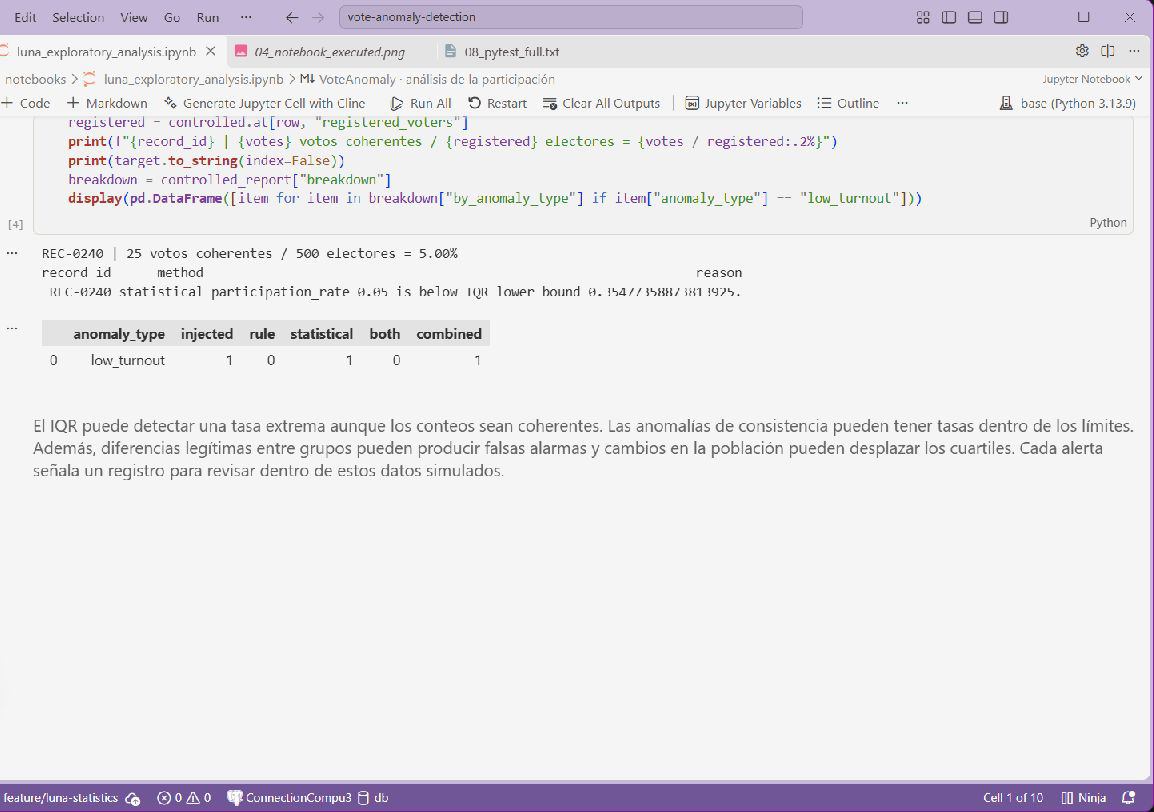 Edit Selection View Go Run ··· vote-anomaly-detection
luna_exploratory_analysis.ipynb 04_notebook_executed.png 08_pytest_full.txt
notebooks > luna_exploratory_analysis.ipynb > M↓ VoteAnomaly · análisis de la participación Jupyter Notebook
+ Code + Markdown Generate Jupyter Cell with Cline Run All Restart Clear All Outputs Jupyter Variables Outline ··· base (Python 3.13.9)
registered = controlled.at[row, "registered_voters"]
print(f"{record_id} | {votes} votos coherentes / {registered} electores = {votes / registered:.2%}")
print(target.to_string(index=False))
breakdown = controlled_report["breakdown"]
display(pd.DataFrame([item for item in breakdown["by_anomaly_type"] if item["anomaly_type"] == "low_turnout"]))
[4] Python
REC-0240 | 25 votos coherentes / 500 electores = 5.00%
record id method reason
REC-0240 statistical participation_rate 0.05 is below IQR lower bound
anomaly_type injected rule statistical both combined
0 low_turnout 1 0 1 0 1
El IQR puede detectar una tasa extrema aunque los conteos sean coherentes. Las anomalías de consistencia pueden tener tasas dentro de los límites.
Además, diferencias legítimas entre grupos pueden producir falsas alarmas y cambios en la población pueden desplazar los cuartiles. Cada alerta
señala un registro para revisar dentro de estos datos simulados.
feature/luna-statistics 0 0 ConnectionCompu3 db Cell 1 of 10 Ninja